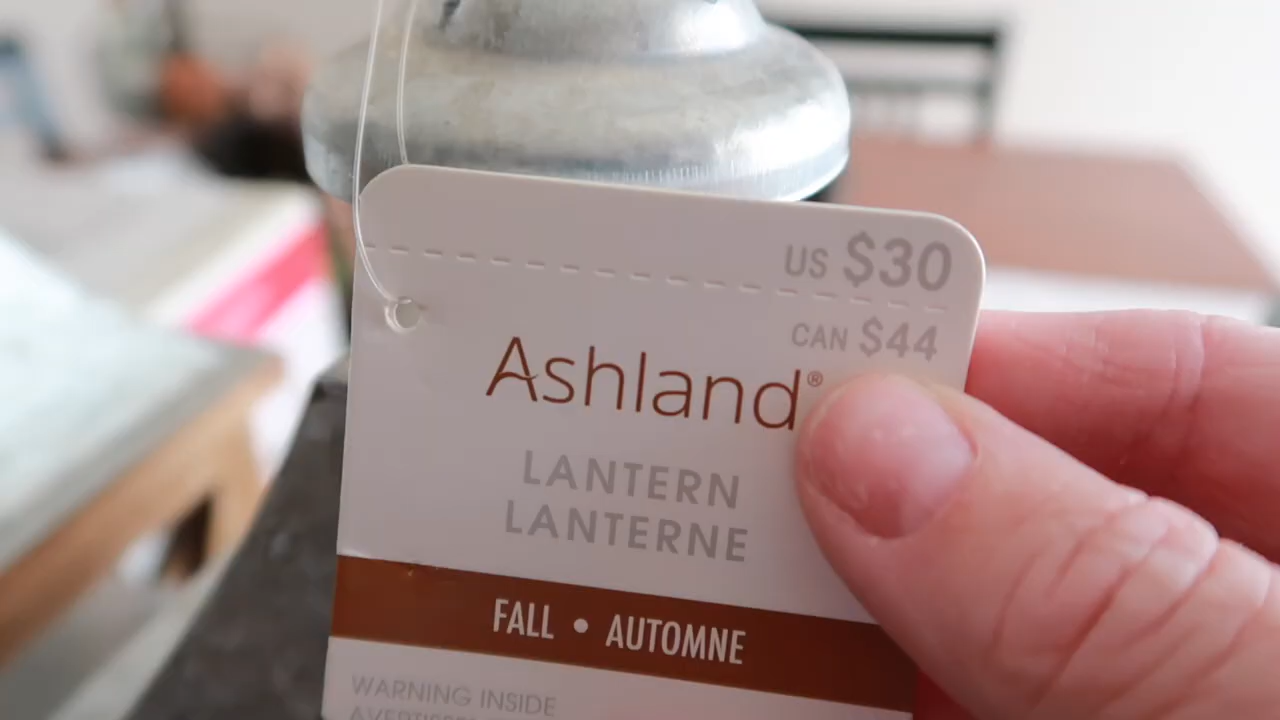 US $30
CAN $44
Ashland®
LANTERN
LANTERNE
FALL • AUTOMNE
WARNING INSIDE